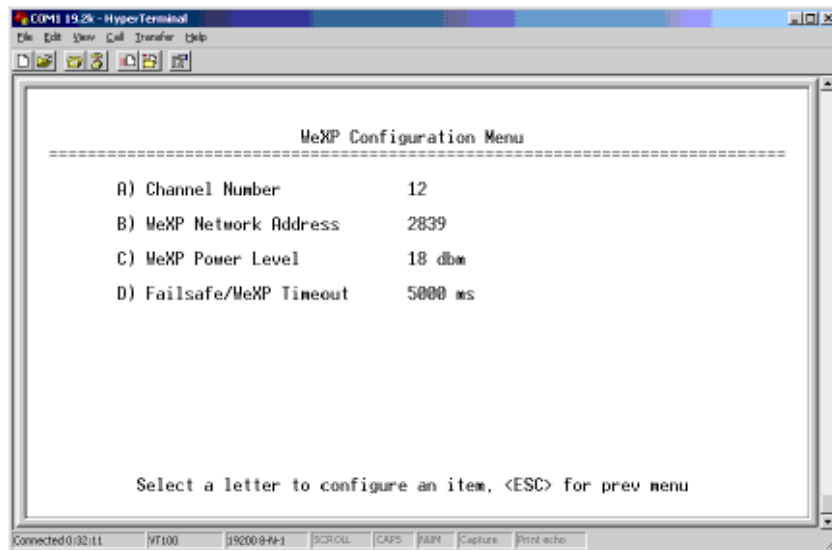 COM1 19.2k - HyperTerminal
File Edit View Call Transfer Help
WeXP Configuration Menu
==========================================================================
A) Channel Number 12
B) WeXP Network Address 2839
C) WeXP Power Level 18 dbm
D) Failsafe/WeXP Timeout 5000 ms
Select a letter to configure an item, <ESC> for prev menu
Connected 0:32:11 VT100 19200 8-N-1 SCROLL CAPS NUM Capture Print echo